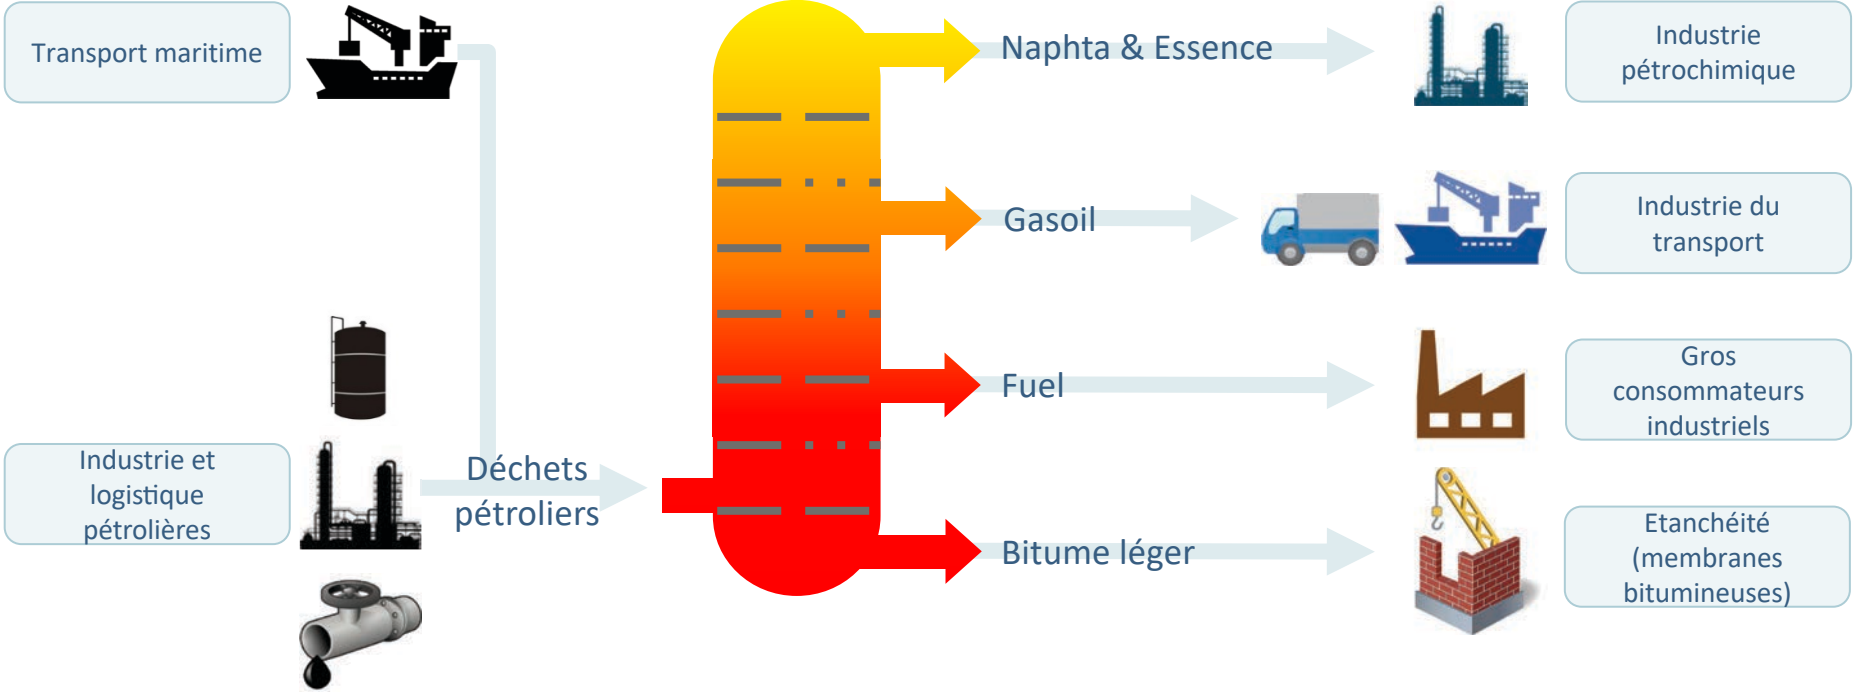 Transport maritime
Naphta & Essence
Industrie
pétrochimique
Gasoil
Industrie du
transport
Fuel
Gros
consommateurs
industriels
Industrie et
logistique
pétrolières
Déchets
pétroliers
Bitume léger
Etanchéité
(membranes
bitumineuses)